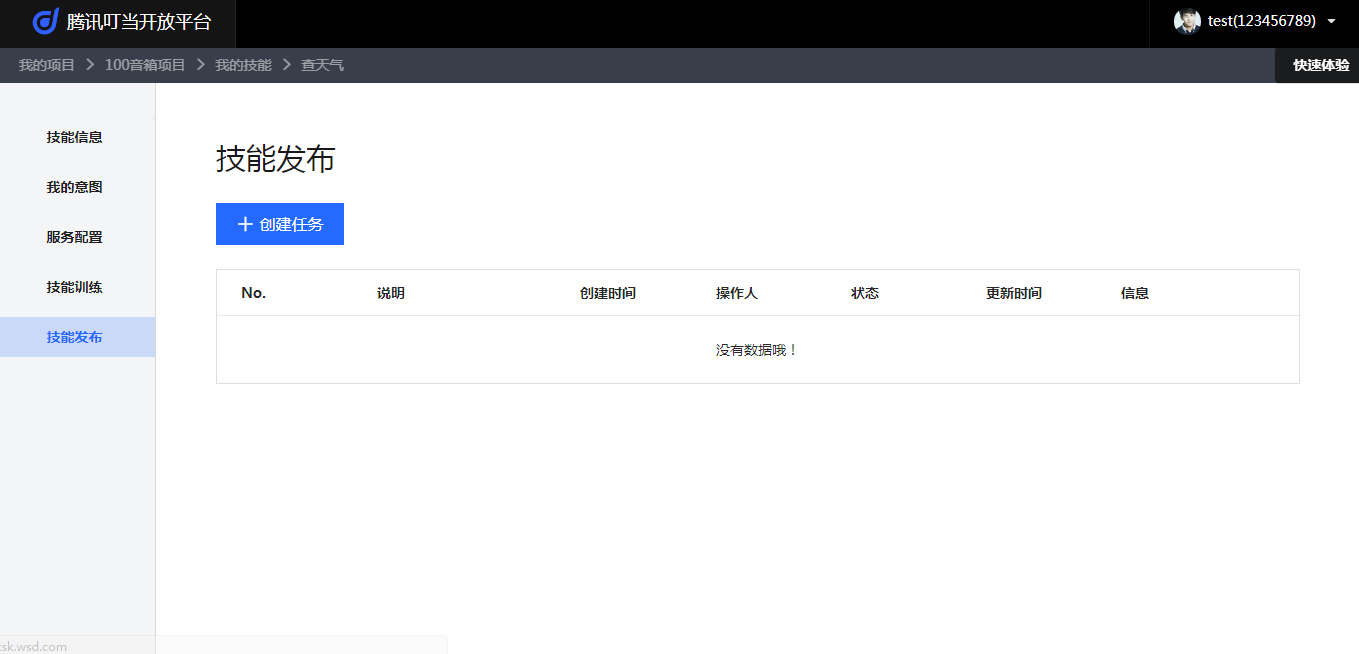 腾讯叮当开放平台
test(123456789)
我的项目 > 100音箱项目 > 我的技能 > 查天气
快速体验
技能信息
我的意图
服务配置
技能训练
技能发布
技能发布
+ 创建任务
No. 说明 创建时间 操作人 状态 更新时间 信息
没有数据哦！
sk.wsd.com